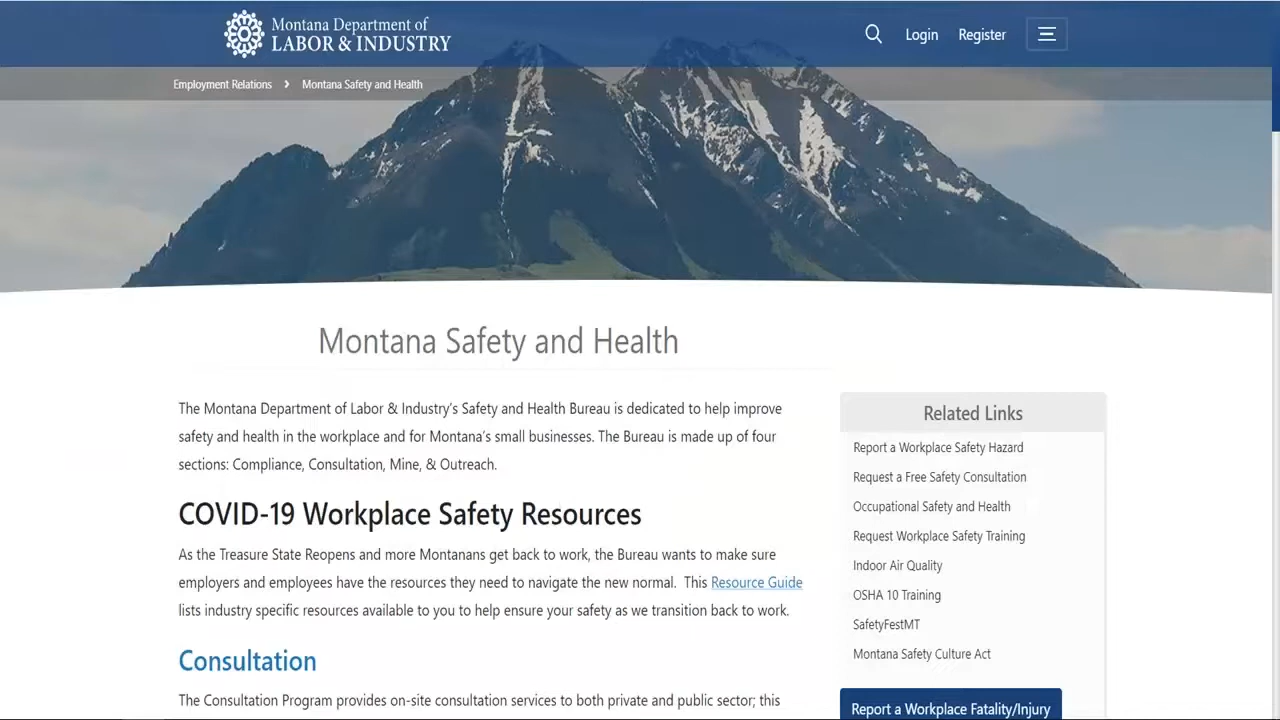 Montana Department of
LABOR & INDUSTRY
Login
Register
Employment Relations
Montana Safety and Health
Montana Safety and Health
The Montana Department of Labor & Industry's Safety and Health Bureau is dedicated to help improve
safety and health in the workplace and for Montana's small businesses. The Bureau is made up of four
sections: Compliance, Consultation, Mine, & Outreach.
COVID-19 Workplace Safety Resources
As the Treasure State Reopens and more Montanans get back to work, the Bureau wants to make sure
employers and employees have the resources they need to navigate the new normal. This Resource Guide
lists industry specific resources available to you to help ensure your safety as we transition back to work.
Consultation
The Consultation Program provides on-site consultation services to both private and public sector; this
Related Links
Report a Workplace Safety Hazard
Request a Free Safety Consultation
Occupational Safety and Health
Request Workplace Safety Training
Indoor Air Quality
OSHA 10 Training
SafetyFestMT
Montana Safety Culture Act
Report a Workplace Fatality/Injury